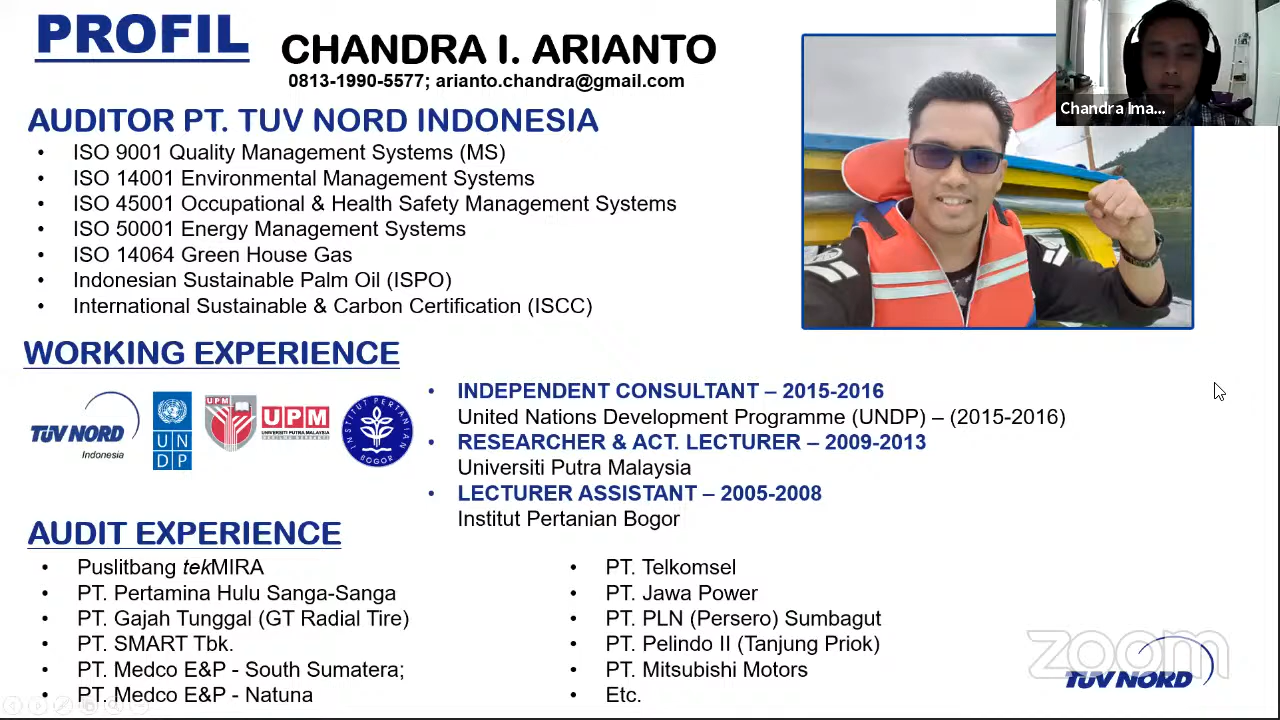 PROFIL
CHANDRA I. ARIANTO
0813-1990-5577; arianto.chandra@gmail.com
Chandra Ima...
AUDITOR PT. TUV NORD INDONESIA
• ISO 9001 Quality Management Systems (MS)
• ISO 14001 Environmental Management Systems
• ISO 45001 Occupational & Health Safety Management Systems
• ISO 50001 Energy Management Systems
• ISO 14064 Green House Gas
• Indonesian Sustainable Palm Oil (ISPO)
• International Sustainable & Carbon Certification (ISCC)
WORKING EXPERIENCE
TÜV NORD
Indonesia
UN
DP
UPM
UPM
UNIVERSITI PUTRA MALAYSIA
INSTITUT PERTANIAN
BOGOR
• INDEPENDENT CONSULTANT – 2015-2016
United Nations Development Programme (UNDP) – (2015-2016)
• RESEARCHER & ACT. LECTURER – 2009-2013
Universiti Putra Malaysia
• LECTURER ASSISTANT – 2005-2008
Institut Pertanian Bogor
AUDIT EXPERIENCE
• Puslitbang tekMIRA
• PT. Pertamina Hulu Sanga-Sanga
• PT. Gajah Tunggal (GT Radial Tire)
• PT. SMART Tbk.
• PT. Medco E&P - South Sumatera;
• PT. Medco E&P - Natuna
• PT. Telkomsel
• PT. Jawa Power
• PT. PLN (Persero) Sumbagut
• PT. Pelindo II (Tanjung Priok)
• PT. Mitsubishi Motors
• Etc.
zoom
TÜV NORD